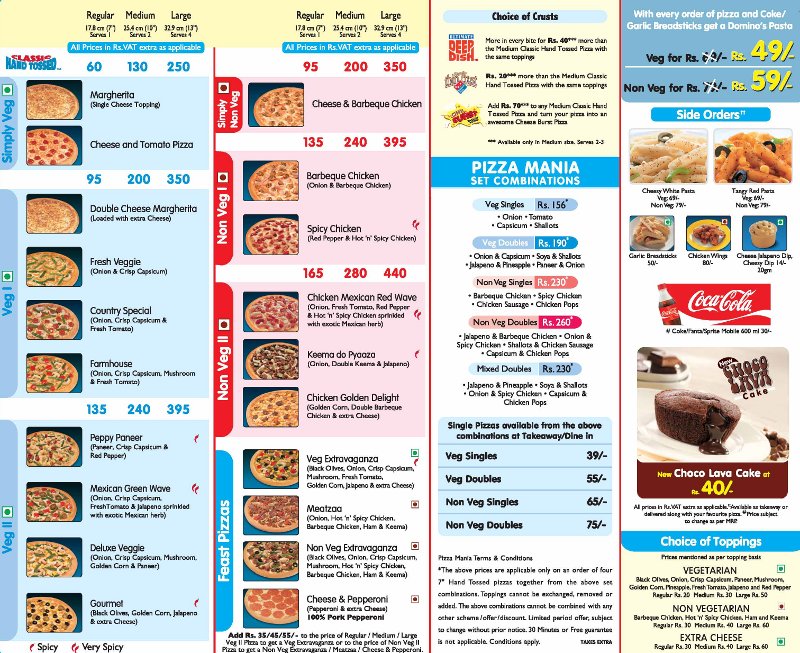 Regular Medium Large
17.8 cm (7") 25.4 cm (10") 32.9 cm (13")
Serves 1 Serves 2 Serves 4
All Prices in Rs.VAT extra as applicable
CLASSIC
HAND TOSSED
60 130 250
Simply Veg
Margherita
(Single Cheese Topping)
Cheese and Tomato Pizza
95 200 350
Veg I
Double Cheese Margherita
(Loaded with extra Cheese)
Fresh Veggie
(Onion & Crisp Capsicum)
Country Special
(Onion, Crisp Capsicum &
Fresh Tomato)
Farmhouse
(Onion, Crisp Capsicum, Mushroom
& Fresh Tomato)
135 240 395
Veg II
Peppy Paneer
(Paneer, Crisp Capsicum &
Red Pepper)
Mexican Green Wave
(Onion, Crisp Capsicum,
FreshTomato & Jalapeno sprinkled
with exotic Mexican herb)
Deluxe Veggie
(Onion, Crisp Capsicum, Mushroom,
Golden Corn & Paneer)
Gourmet
(Black Olives, Golden Corn, Jalapeno
& extra Cheese)
Spicy Very Spicy
Regular Medium Large
17.8 cm (7") 25.4 cm (10") 32.9 cm (13")
Serves 1 Serves 2 Serves 4
All Prices in Rs.VAT extra as applicable
95 200 350
Simply
Non Veg
Cheese & Barbeque Chicken
135 240 395
Non Veg I
Barbeque Chicken
(Onion & Barbeque Chicken)
Spicy Chicken
(Red Pepper & Hot 'n' Spicy Chicken)
165 280 440
Non Veg II
Chicken Mexican Red Wave
(Onion, Fresh Tomato, Red Pepper
& Hot 'n' Spicy Chicken sprinkled
with exotic Mexican herb)
Keema do Pyaaza
(Onion, Double Keema & Jalapeno)
Chicken Golden Delight
(Golden Corn, Double Barbeque
Chicken & extra Cheese)
Feast Pizzas
Veg Extravaganza
(Black Olives, Onion, Crisp Capsicum,
Mushroom, Fresh Tomato,
Golden Corn, Jalapeno & extra Cheese)
Meatzaa
(Onion, Hot 'n' Spicy Chicken,
Barbeque Chicken, Ham & Keema)
Non Veg Extravaganza
(Black Olives, Onion, Crisp Capsicum,
Mushroom, Hot 'n' Spicy Chicken,
Barbeque Chicken, Ham & Keema)
Cheese & Pepperoni
(Pepperoni & extra Cheese)
100% Pork Pepperoni
Add Rs. 35/45/55/- to the price of Regular / Medium / Large
Veg II Pizza to get a Veg Extravaganza or to the price of Non Veg II
Pizza to get a Non Veg Extravaganza / Meatzaa / Cheese & Pepperoni.
Choice of Crusts
ULTIMATE
DEEP
DISH
More in every bite for Rs. 40*** more than
the Medium Classic Hand Tossed Pizza with
the same toppings
Rs. 20*** more than the Medium Classic
Hand Tossed Pizza with the same toppings
Add Rs. 70*** to any Medium Classic Hand
Tossed Pizza and turn your pizza into an
awesome Cheese Burst Pizza
*** Available only in Medium size. Serves 2-3
PIZZA MANIA
SET COMBINATIONS
Veg Singles Rs. 156*
• Onion • Tomato
• Capsicum • Shallots
Veg Doubles Rs. 190*
• Onion & Capsicum • Soya & Shallots
• Jalapeno & Pineapple • Paneer & Onion
Non Veg Singles Rs. 230*
• Barbeque Chicken • Spicy Chicken
• Chicken Sausage • Chicken Pops
Non Veg Doubles Rs. 260*
• Jalapeno & Barbeque Chicken • Onion &
Spicy Chicken • Shallots & Chicken Sausage
• Capsicum & Chicken Pops
Mixed Doubles Rs. 230*
• Jalapeno & Pineapple • Soya & Shallots
• Onion & Spicy Chicken • Capsicum &
Chicken Pops
Single Pizzas available from the above
combinations at Takeaway/Dine in
Veg Singles 39/-
Veg Doubles 55/-
Non Veg Singles 65/-
Non Veg Doubles 75/-
Pizza Mania Terms & Conditions
*The above prices are applicable only on an order of four
7" Hand Tossed pizzas together from the above set
combinations. Toppings cannot be exchanged, removed or
added. The above combinations cannot be combined with any
other scheme/offer/discount. Limited period offer, subject
to change without prior notice. 30 Minutes or Free guarantee
is not applicable. Conditions apply. TAXES EXTRA
With every order of pizza and Coke/
Garlic Breadsticks get a Domino's Pasta
Veg for Rs. 69/- Rs. 49/-
Non Veg for Rs. 79/- Rs. 59/-
Side Orders††
Cheesy White Pasta
Veg: 69/-
Non Veg: 79/-
Tangy Red Pasta
Veg: 69/-
Non Veg: 79/-
Garlic Breadsticks
50/-
Chicken Wings
80/-
Cheese Jalapeno Dip,
Cheesy Dip 14/-
20gm
Coca-Cola
# Coke/Fanta/Sprite Mobile 600 ml 30/-
CHOCO
LAVA
Cake
New Choco Lava Cake at
Rs. 40/-
All prices in Rs.VAT extra as applicable.
Available as takeaway or
delivered along with your favourite pizza.
Price subject
to change as per MRP.
Choice of Toppings
Prices mentioned as per topping basis
VEGETARIAN
Black Olives, Onion, Crisp Capsicum, Paneer, Mushroom,
Golden Corn, Pineapple, Fresh Tomato, Jalapeno and Red Pepper
Regular Rs. 20 Medium Rs. 30 Large Rs. 50
NON VEGETARIAN
Barbeque Chicken, Hot 'n' Spicy Chicken, Ham and Keema
Regular Rs. 30 Medium Rs. 40 Large Rs. 60
EXTRA CHEESE
Regular Rs. 30 Medium Rs. 40 Large Rs. 60